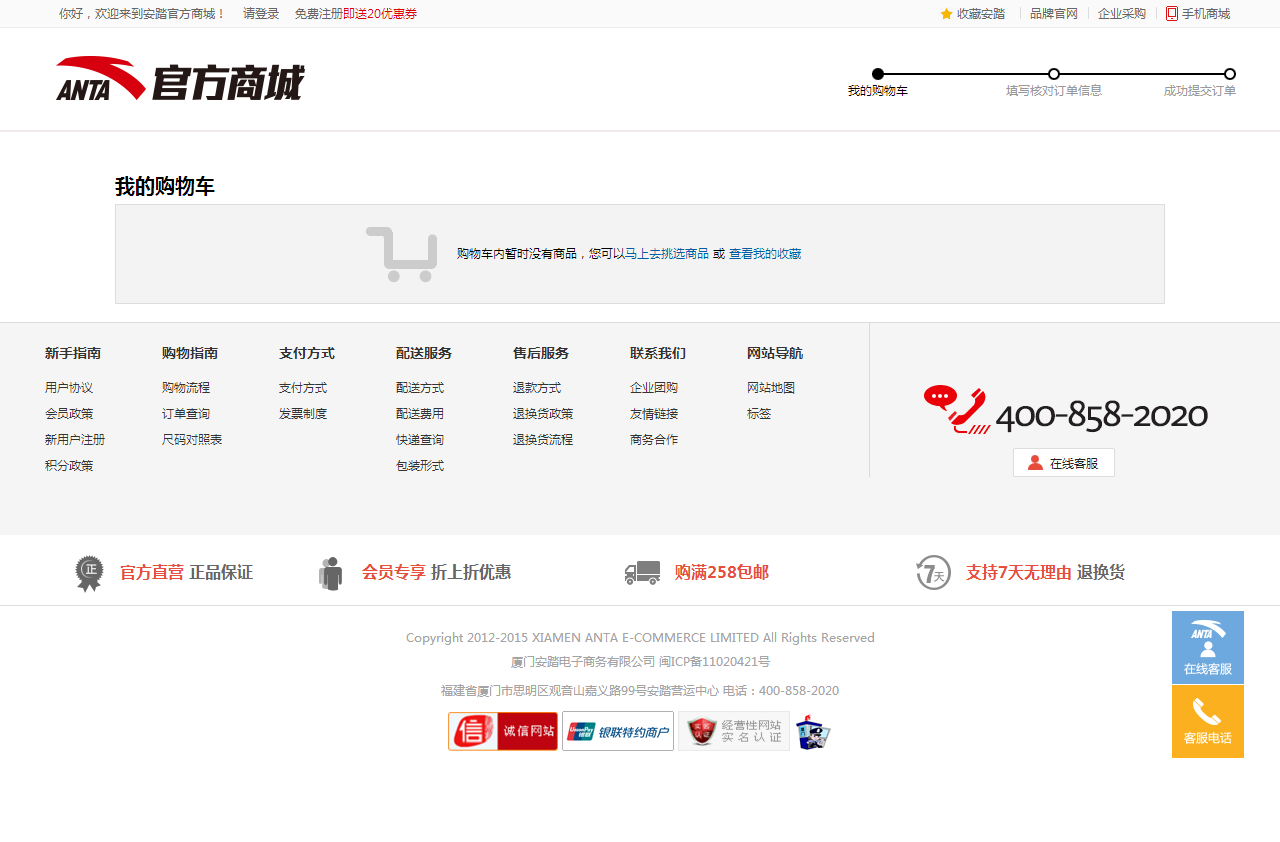 你好，欢迎来到安踏官方商城！ 请登录 免费注册即送20优惠券 收藏安踏 品牌官网 企业采购 手机商城
ANTA 官方商城
我的购物车 填写核对订单信息 成功提交订单
我的购物车
购物车内暂时没有商品，您可以马上去挑选商品 或 查看我的收藏
新手指南 购物指南 支付方式 配送服务 售后服务 联系我们 网站导航
用户协议 购物流程 支付方式 配送方式 退款方式 企业团购 网站地图
会员政策 订单查询 发票制度 配送费用 退换货政策 友情链接 标签
新用户注册 尺码对照表 快递查询 退换货流程 商务合作
积分政策 包装形式
400-858-2020
在线客服
正 官方直营 正品保证 会员专享 折上折优惠 购满258包邮 7天 支持7天无理由 退换货
Copyright 2012-2015 XIAMEN ANTA E-COMMERCE LIMITED All Rights Reserved
厦门安踏电子商务有限公司 闽ICP备11020421号
福建省厦门市思明区观音山嘉义路99号安踏营运中心 电话：400-858-2020
信 诚信网站 UnionPay 银联 银联特约商户 实名认证 经营性网站
实名认证
ANTA
在线客服
客服电话